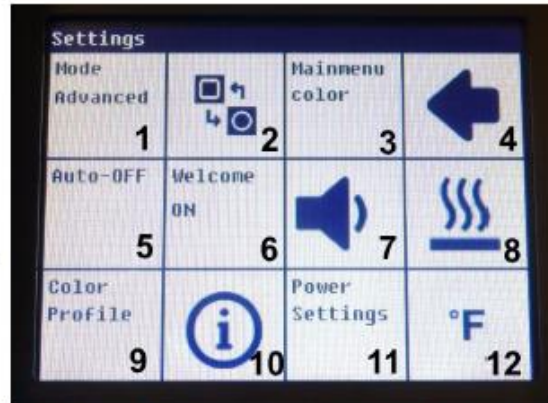 Settings
Mode
Advanced
1
2
Mainmenu
color
3
4
Auto-OFF
5
Welcome
ON
6
7
8
Color
Profile
9
i
10
Power
Settings
11
°F
12